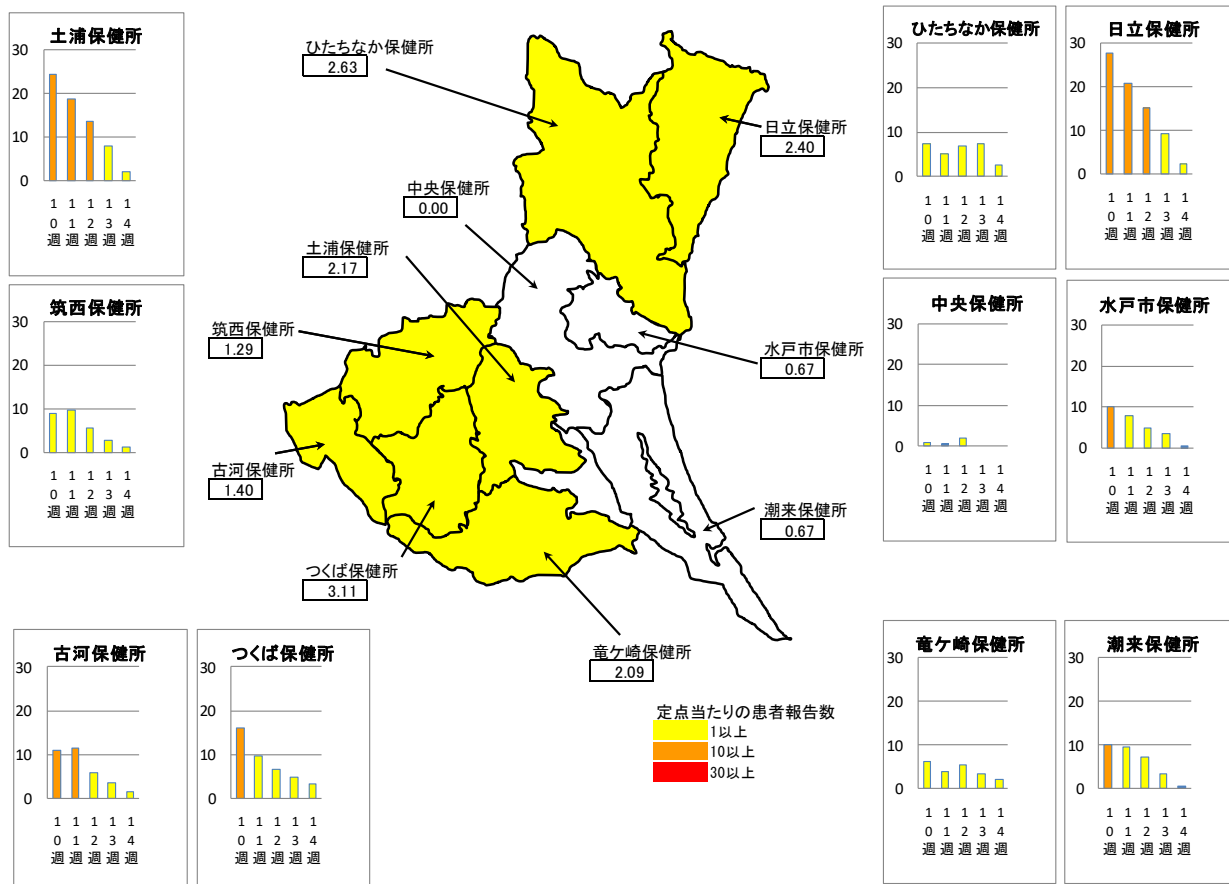 土浦保健所
30
20
10
0
10週
11週
12週
13週
14週
筑西保健所
30
20
10
0
10週
11週
12週
13週
14週
古河保健所
30
20
10
0
10週
11週
12週
13週
14週
つくば保健所
30
20
10
0
10週
11週
12週
13週
14週
ひたちなか保健所
2.63
日立保健所
2.40
中央保健所
0.00
土浦保健所
2.17
筑西保健所
1.29
水戸市保健所
0.67
古河保健所
1.40
潮来保健所
0.67
つくば保健所
3.11
竜ケ崎保健所
2.09
定点当たりの患者報告数
1以上
10以上
30以上
ひたちなか保健所
30
20
10
0
10週
11週
12週
13週
14週
日立保健所
30
20
10
0
10週
11週
12週
13週
14週
中央保健所
30
20
10
0
10週
11週
12週
13週
14週
水戸市保健所
30
20
10
0
10週
11週
12週
13週
14週
竜ケ崎保健所
30
20
10
0
10週
11週
12週
13週
14週
潮来保健所
30
20
10
0
10週
11週
12週
13週
14週